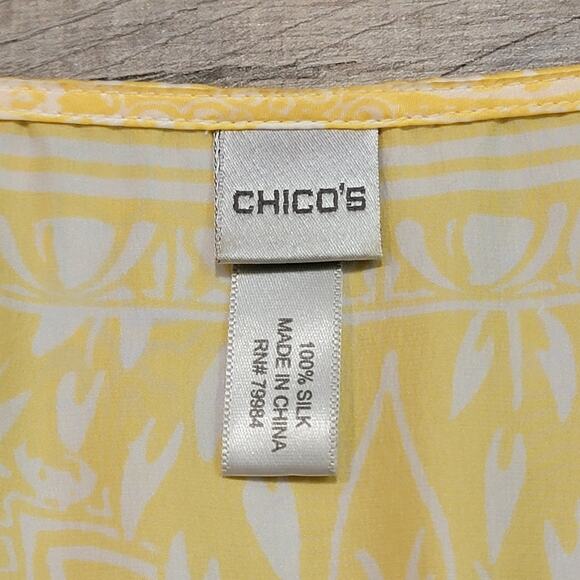 CHICO'S
100% SILK
MADE IN CHINA
RN# 79984